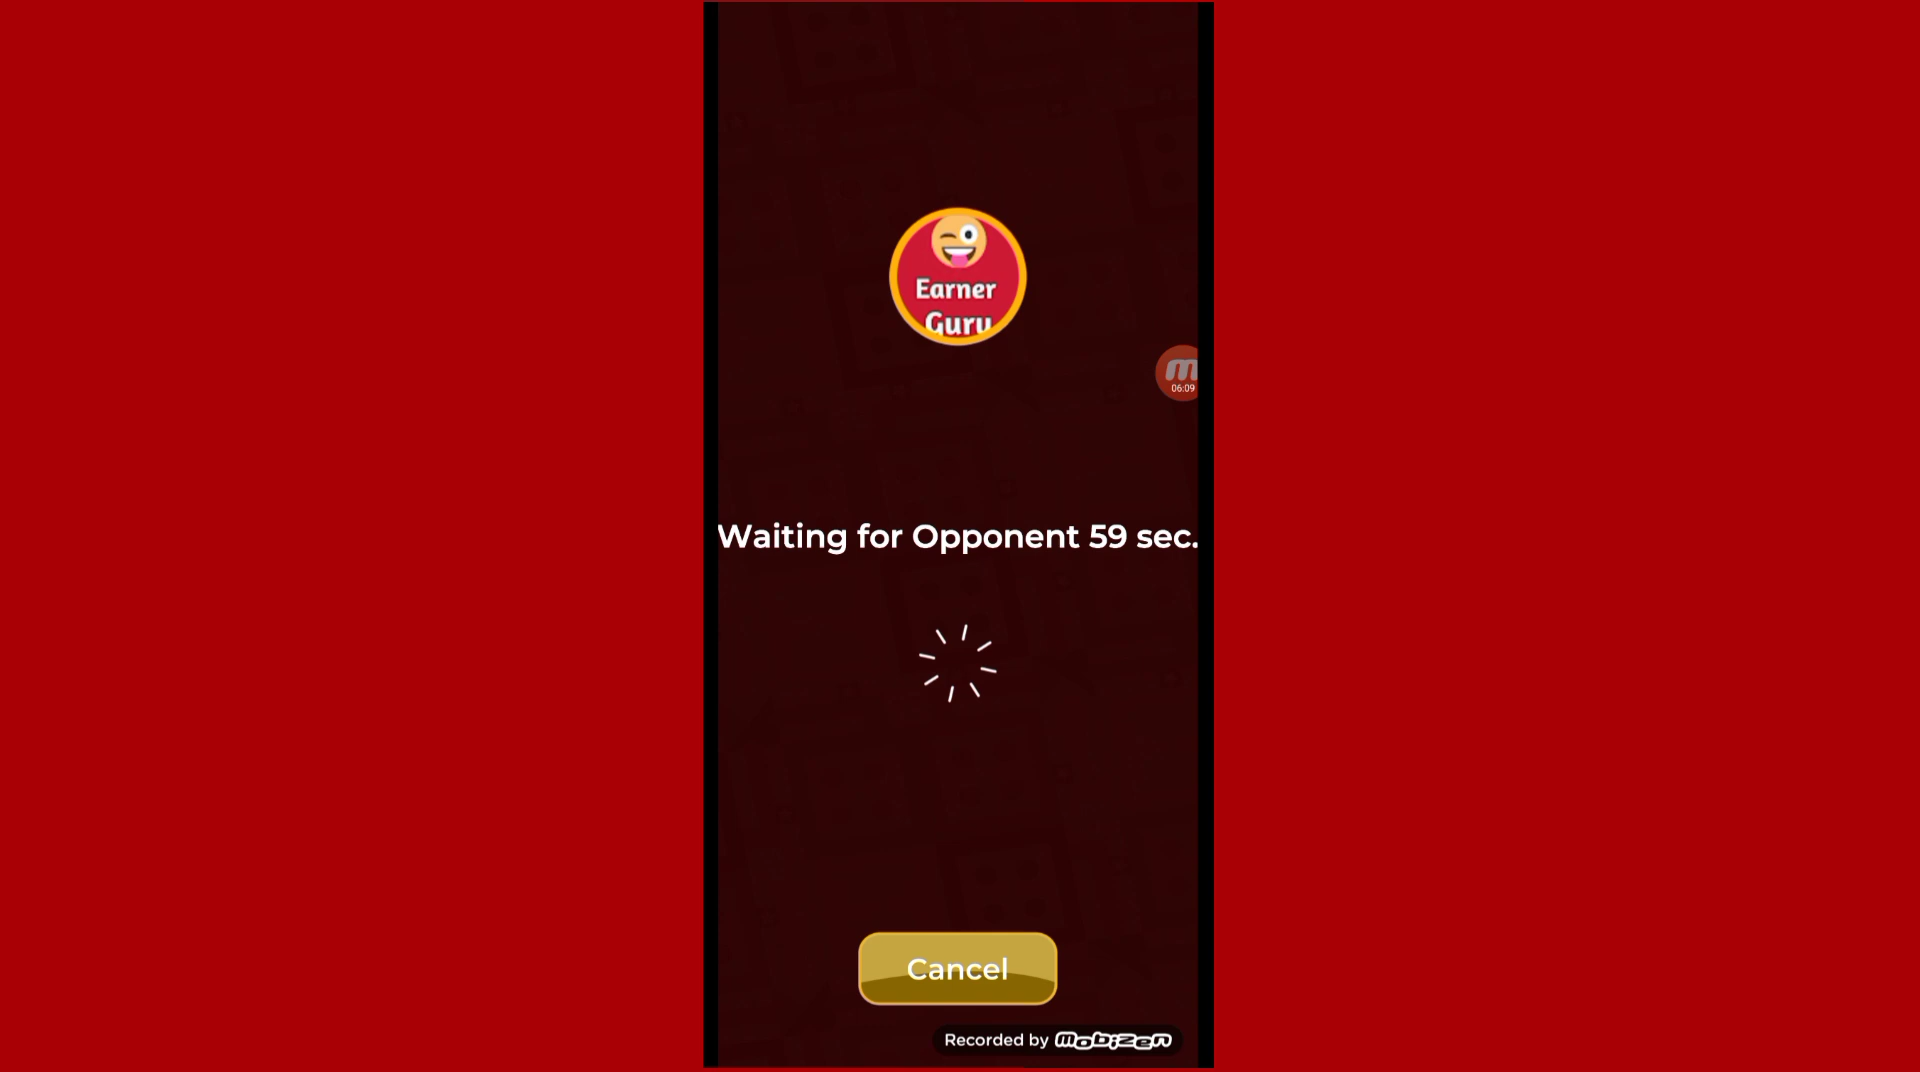 Earner
Guru
m
06:09
Waiting for Opponent 59 sec.
Cancel
Recorded by mobizen